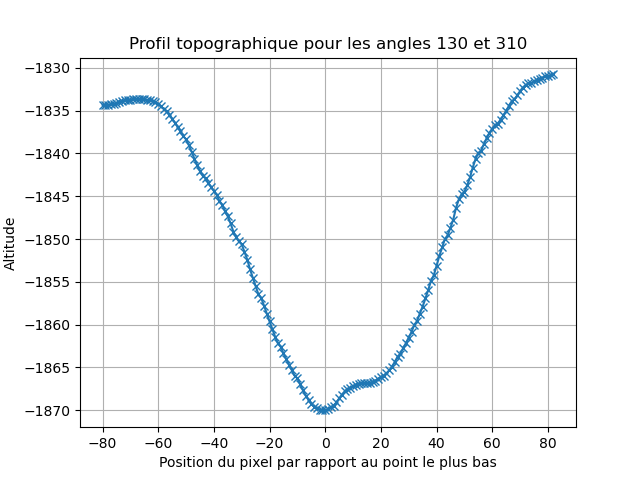 Profil topographique pour les angles 130 et 310
−1830
−1835
−1840
−1845
−1850
−1855
−1860
−1865
−1870
Altitude
−80 −60 −40 −20 0 20 40 60 80
Position du pixel par rapport au point le plus bas